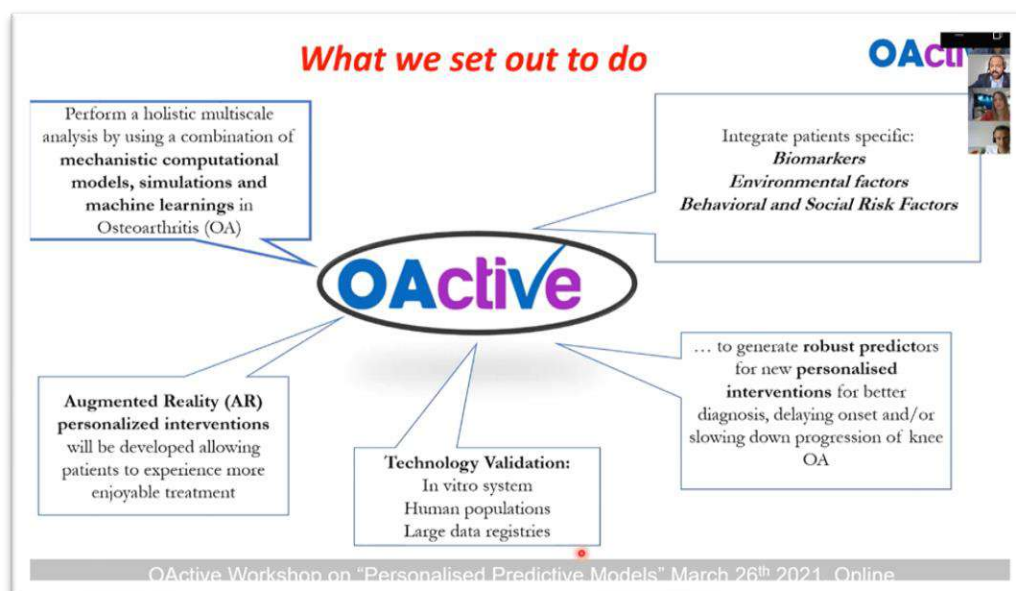 What we set out to do
OActi
Perform a holistic multiscale
analysis by using a combination of
mechanistic computational
models, simulations and
machine learnings in
Osteoarthritis (OA)
Integrate patients specific:
Biomarkers
Environmental factors
Behavioral and Social Risk Factors
OActive
Augmented Reality (AR)
personalized interventions
will be developed allowing
patients to experience more
enjoyable treatment
Technology Validation:
In vitro system
Human populations
Large data registries
… to generate robust predictors
for new personalised
interventions for better
diagnosis, delaying onset and/or
slowing down progression of knee
OA
OActive Workshop on “Personalised Predictive Models” March 26th 2021, Online